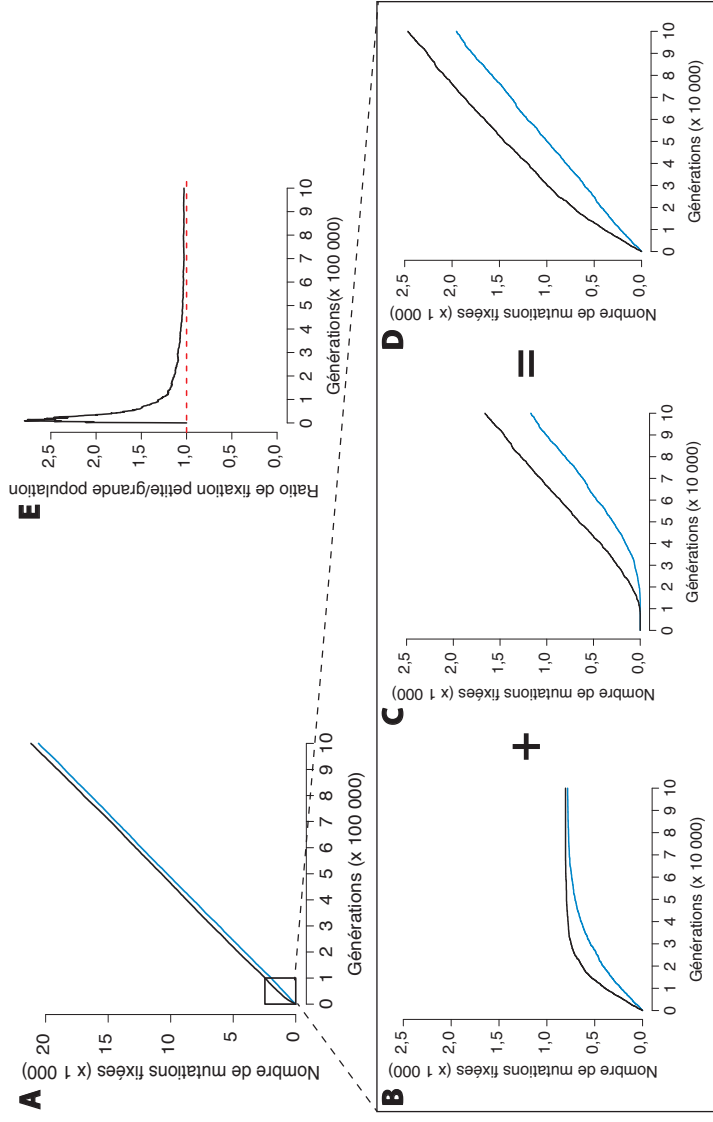 A
Nombre de mutations fixées (x 1 000)
20
15
10
5
0
0 1 2 3 4 5 6 7 8 9 10
Générations (x 100 000)
E
Ratio de fixation petite/grande population
2,5
2,0
1,5
1,0
0,5
0,0
0 1 2 3 4 5 6 7 8 9 10
Générations(x 100 000)
B
Nombre de mutations fixées (x 1 000)
2,5
2,0
1,5
1,0
0,5
0,0
0 1 2 3 4 5 6 7 8 9 10
Générations (x 10 000)
+
C
Nombre de mutations fixées (x 1 000)
2,5
2,0
1,5
1,0
0,5
0,0
0 1 2 3 4 5 6 7 8 9 10
Générations (x 10 000)
=
D
Nombre de mutations fixées (x 1 000)
2,5
2,0
1,5
1,0
0,5
0,0
0 1 2 3 4 5 6 7 8 9 10
Générations (x 10 000)